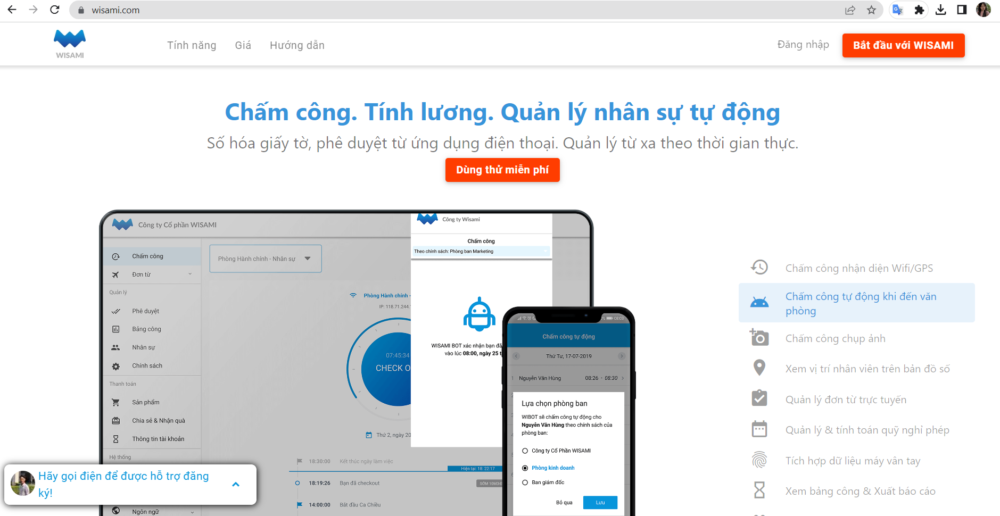 wisami.com
WISAMI
Tính năng
Giá
Hướng dẫn
Đăng nhập
Bắt đầu với WISAMI
Chấm công. Tính lương. Quản lý nhân sự tự động
Số hóa giấy tờ, phê duyệt từ ứng dụng điện thoại. Quản lý từ xa theo thời gian thực.
Dùng thử miễn phí
Công ty Cổ phần WISAMI
Chấm công
Đơn từ
Quản lý
Phê duyệt
Bảng công
Nhân sự
Chính sách
Thanh toán
Sản phẩm
Chia sẻ & Nhận quà
Thông tin tài khoản
Hệ thống
Ngôn ngữ
Phòng Hành chính - Nhân sự
Phòng Hành chính -
IP: 118.71.244.
07:45:34
CHECK O
Thứ 2, ngày 20
18:30:00 Kết thúc ngày làm việc
Hiện tại: 18: 22:17
18:19:26 Bạn đã checkout
SỚM 10M34S
14:00:00 Bắt đầu Ca Chiều
Công ty Wisami
Chấm công
Theo chính sách: Phòng ban Marketing
WISAMI BOT xác nhận bạn đã
vào lúc 08:00, ngày 25 t
08:03
Chấm công tự động
Thứ Tư, 17-07-2019
1 Nguyễn Văn Hùng 08:26 - 08:30
Lựa chọn phòng ban
WIBOT sẽ chấm công tự động cho
Nguyễn Văn Hùng theo chính sách của
phòng ban:
Công ty Cổ Phần WISAMI
Phòng kinh doanh
Ban giám đốc
Bỏ qua
Lưu
Chấm công nhận diện Wifi/GPS
Chấm công tự động khi đến văn
phòng
Chấm công chụp ảnh
Xem vị trí nhân viên trên bản đồ số
Quản lý đơn từ trực tuyến
Quản lý & tính toán quỹ nghỉ phép
Tích hợp dữ liệu máy vân tay
Xem bảng công & Xuất báo cáo
Hãy gọi điện để được hỗ trợ đăng
ký!